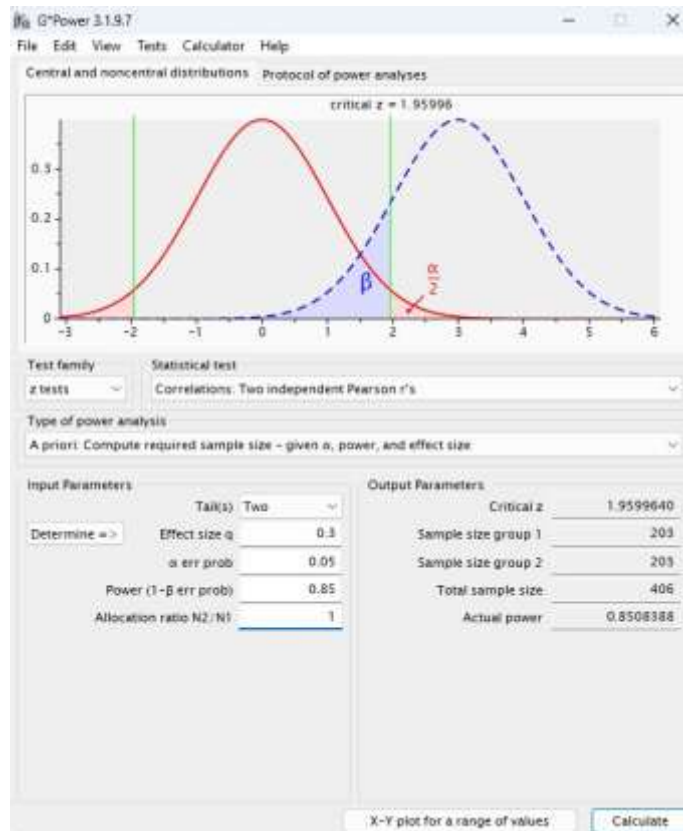 G*Power 3.1.9.7
File Edit View Tests Calculator Help
Central and noncentral distributions Protocol of power analyses
critical z = 1.95996
0.3
0.2
0.1
0
β
α
2
-3 -2 -1 0 1 2 3 4 5 6
Test family Statistical test
z tests Correlations: Two independent Pearson r's
Type of power analysis
A priori: Compute required sample size - given α, power, and effect size
Input Parameters Output Parameters
Tail(s) Two Critical z 1.9599640
Determine => Effect size q 0.3 Sample size group 1 203
α err prob 0.05 Sample size group 2 203
Power (1-β err prob) 0.85 Total sample size 406
Allocation ratio N2/N1 1 Actual power 0.8508388
X-Y plot for a range of values Calculate